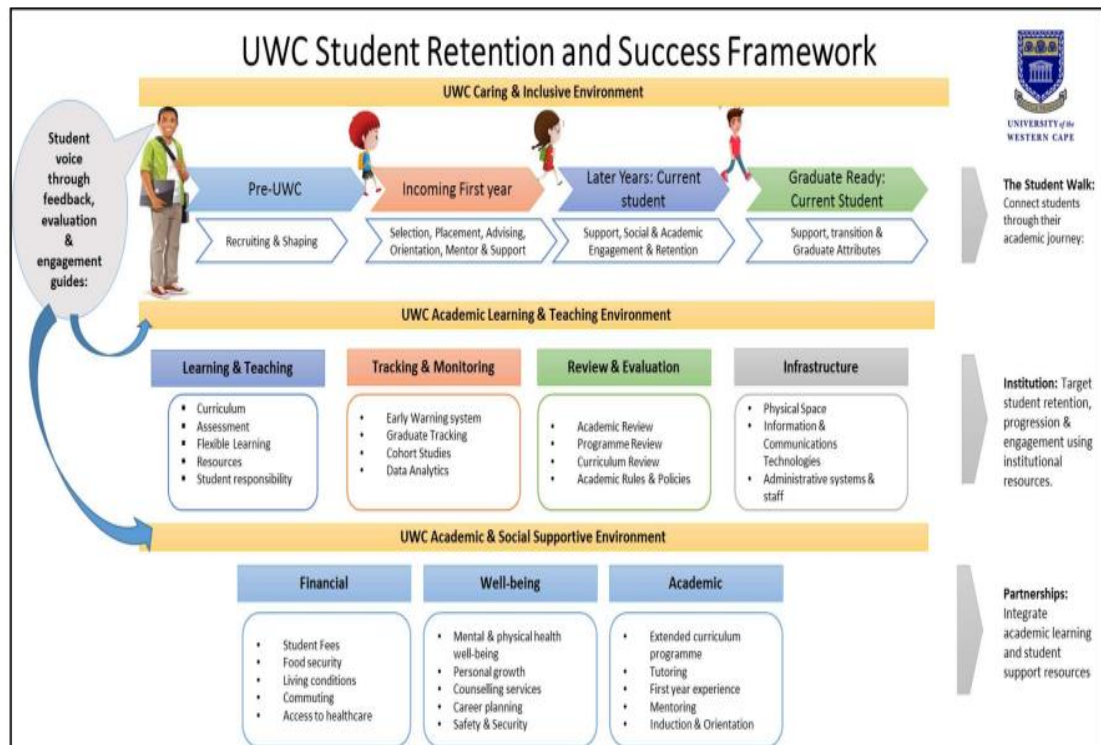 UWC Student Retention and Success Framework
UNIVERSITY of the
WESTERN CAPE
UWC Caring & Inclusive Environment
Student
voice
through
feedback,
evaluation
&
engagement
guides:
Pre-UWC
Incoming First year
Later Years: Current
student
Graduate Ready:
Current Student
Recruiting & Shaping
Selection, Placement, Advising,
Orientation, Mentor & Support
Support, Social & Academic
Engagement & Retention
Support, transition &
Graduate Attributes
The Student Walk:
Connect students
through their
academic journey:
UWC Academic Learning & Teaching Environment
Learning & Teaching
Curriculum
Assessment
Flexible Learning
Resources
Student responsibility
Tracking & Monitoring
Early Warning system
Graduate Tracking
Cohort Studies
Data Analytics
Review & Evaluation
Academic Review
Programme Review
Curriculum Review
Academic Rules & Policies
Infrastructure
Physical Space
Information &
Communications
Technologies
Administrative systems &
staff
Institution: Target
student retention,
progression &
engagement using
institutional
resources.
UWC Academic & Social Supportive Environment
Financial
Student Fees
Food security
Living conditions
Commuting
Access to healthcare
Well-being
Mental & physical health
well-being
Personal growth
Counselling services
Career planning
Safety & Security
Academic
Extended curriculum
programme
Tutoring
First year experience
Mentoring
Induction & Orientation
Partnerships:
Integrate
academic learning
and student
support resources